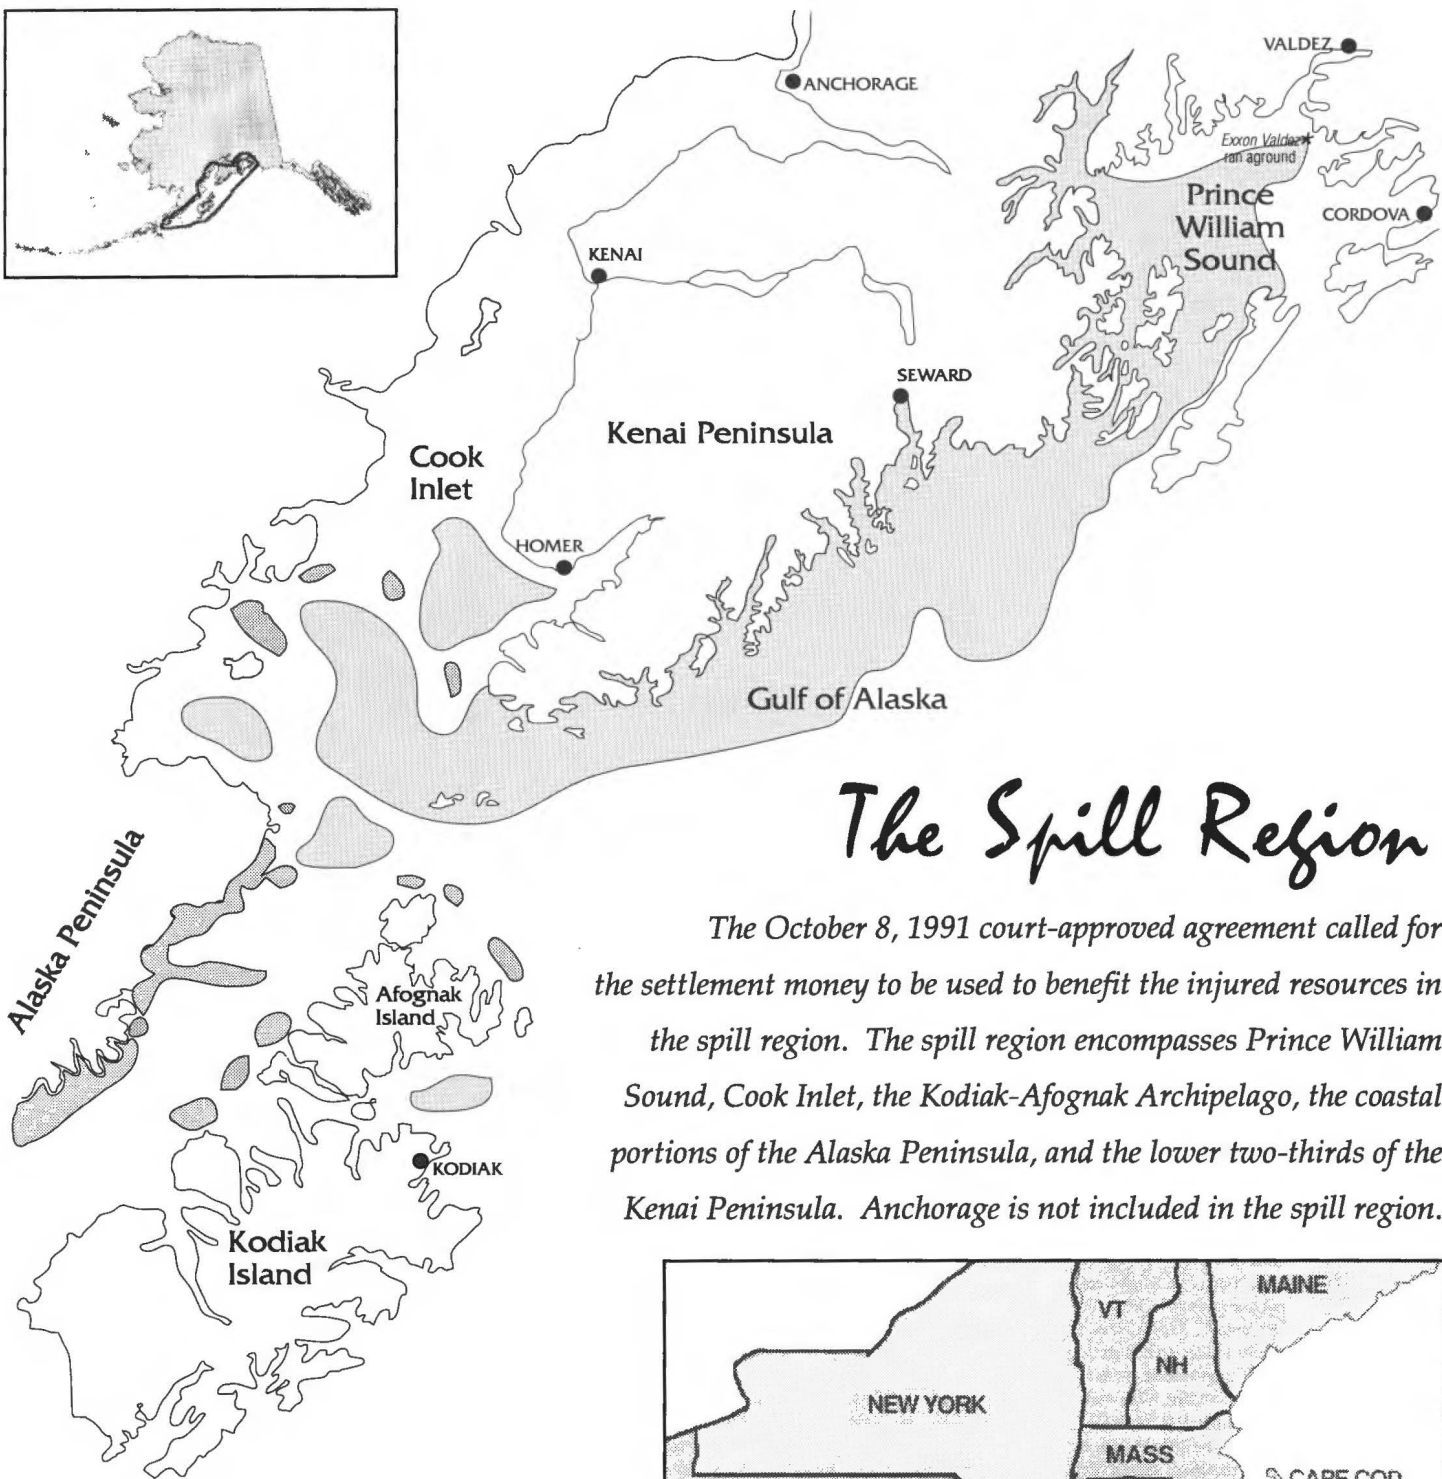 VALDEZ
ANCHORAGE
Exxon Valdez
ran aground
Prince
William
Sound
CORDOVA
KENAI
SEWARD
Kenai Peninsula
Cook
Inlet
HOMER
Gulf of Alaska
The Spill Region
Alaska Peninsula
The October 8, 1991 court-approved agreement called for
the settlement money to be used to benefit the injured resources in
the spill region. The spill region encompasses Prince William
Sound, Cook Inlet, the Kodiak-Afognak Archipelago, the coastal
portions of the Alaska Peninsula, and the lower two-thirds of the
Kenai Peninsula. Anchorage is not included in the spill region.
Afognak
Island
KODIAK
Kodiak
Island
MAINE
VT
NH
NEW YORK
MASS
CAPE COD